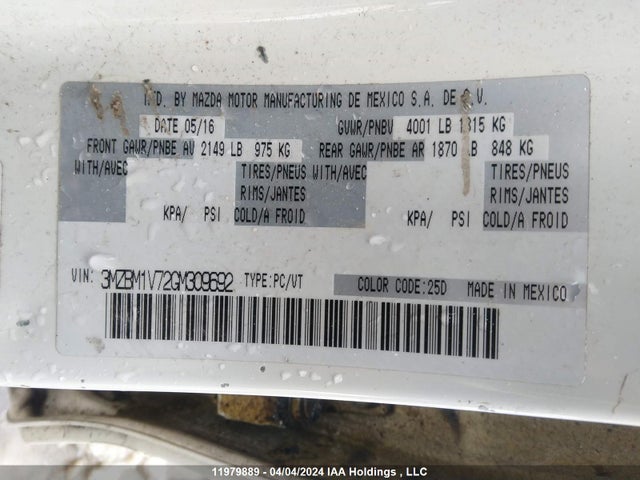 MFD. BY MAZDA MOTOR MANUFACTURING DE MEXICO S.A. DE C.V.
DATE 05/16 GVWR/PNBV 4001 LB 1815 KG
FRONT GAWR/PNBE AV 2149 LB 975 KG REAR GAWR/PNBE AR 1870 LB 848 KG
WITH/AVEC TIRES/PNEUS WITH/AVEC TIRES/PNEUS
RIMS/JANTES RIMS/JANTES
KPA/ PSI COLD/A FROID KPA/ PSI COLD/A FROID
VIN: 3MZBM1V72GM309692 TYPE:PC/VT COLOR CODE:25D MADE IN MEXICO
11979889 - 04/04/2024 IAA Holdings , LLC